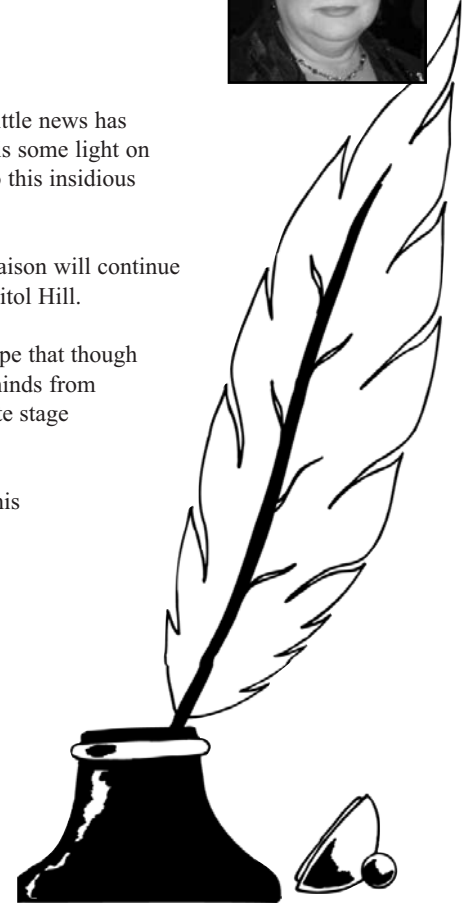 ttle news has
s some light on
this insidious
aison will continue
itol Hill.
pe that though
inds from
te stage
his